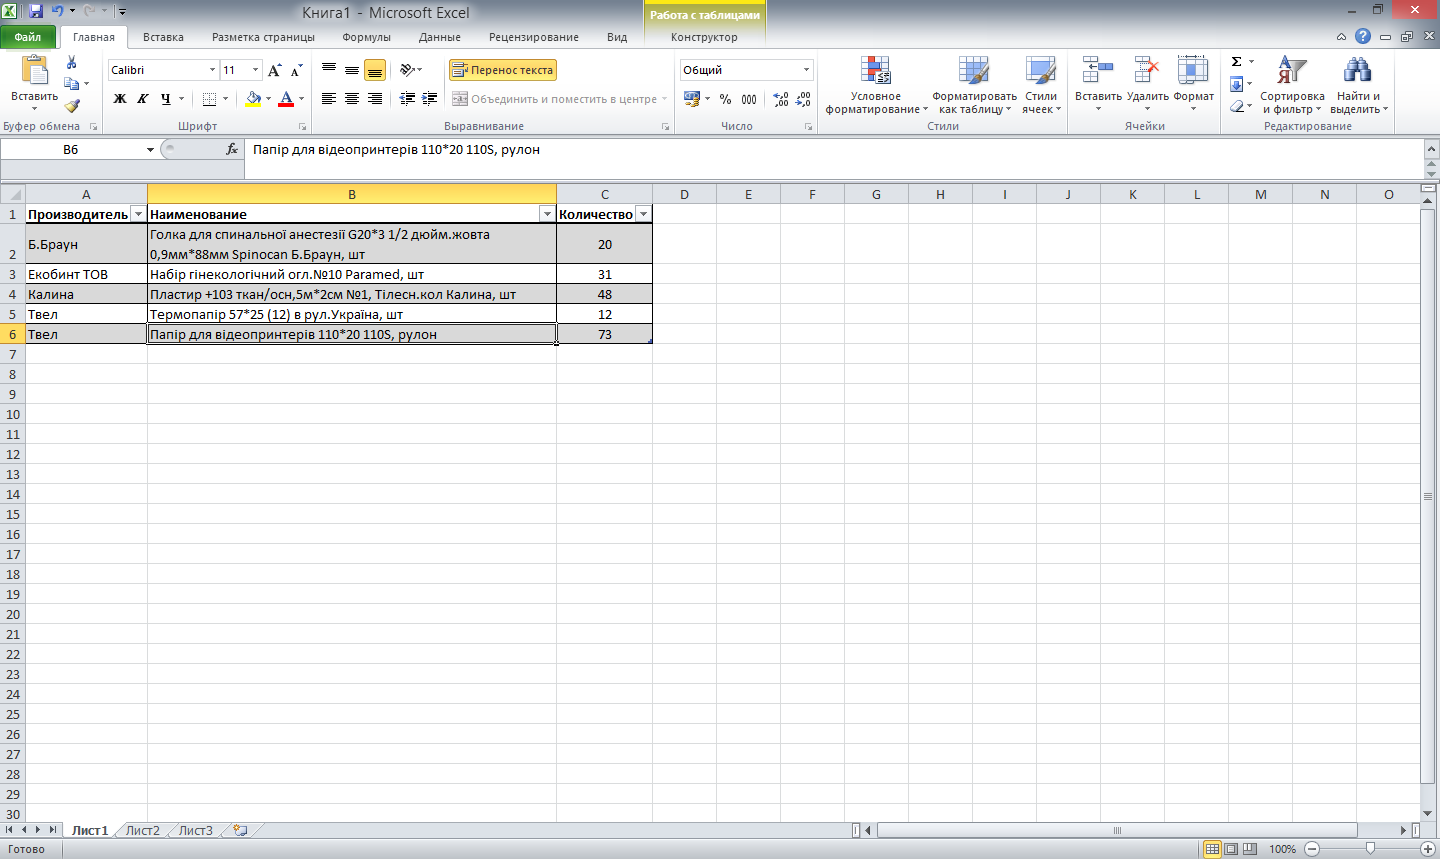 Книга1 - Microsoft Excel
Работа с таблицами
Файл Главная Вставка Разметка страницы Формулы Данные Рецензирование Вид Конструктор
Вставить
Буфер обмена
Calibri 11
Ж К Ч А
Шрифт
Перенос текста
Объединить и поместить в центре
Выравнивание
Общий
% 000
Число
Условное форматирование
Форматировать как таблицу
Стили ячеек
Стили
Вставить Удалить Формат
Ячейки
Σ
Сортировка и фильтр
Найти и выделить
Редактирование
B6 fx Папір для відеопринтерів 110*20 110S, рулон
A B C D E F G H I J K L M N O
1 Производитель Наименование Количество
2 Б.Браун Голка для спинальної анестезії G20*3 1/2 дюйм.жовта
0,9мм*88мм Spinocan Б.Браун, шт 20
3 Екобинт ТОВ Набір гінекологічний огл.№10 Paramed, шт 31
4 Калина Пластир +103 ткан/осн,5м*2см №1, Тілесн.кол Калина, шт 48
5 Твел Термопапір 57*25 (12) в рул.Україна, шт 12
6 Твел Папір для відеопринтерів 110*20 110S, рулон 73
7
8
9
10
11
12
13
14
15
16
17
18
19
20
21
22
23
24
25
26
27
28
29
30
Лист1 Лист2 Лист3
Готово 100%